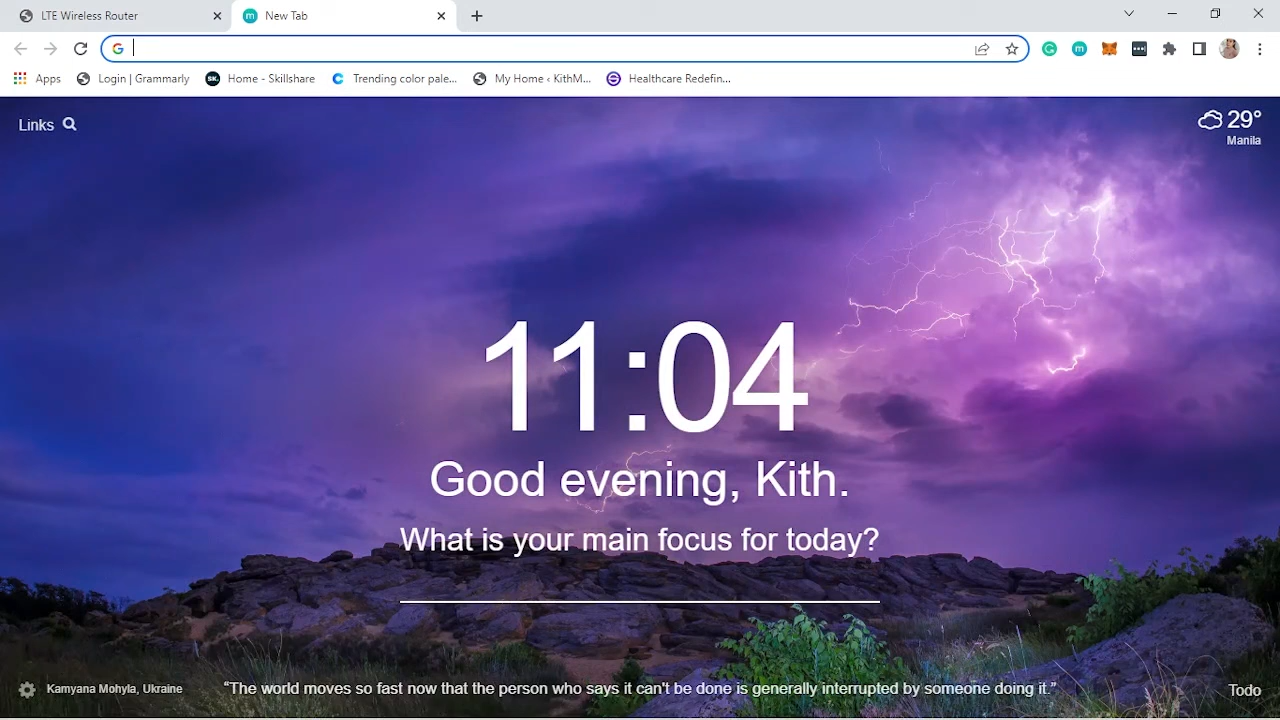 LTE Wireless Router
New Tab
Apps
Login | Grammarly
Home - Skillshare
Trending color pale...
My Home ‹ KithM...
Healthcare Redefin...
Links
29°
Manila
11:04
Good evening, Kith.
What is your main focus for today?
Kamyana Mohyla, Ukraine
“The world moves so fast now that the person who says it can't be done is generally interrupted by someone doing it.”
Todo